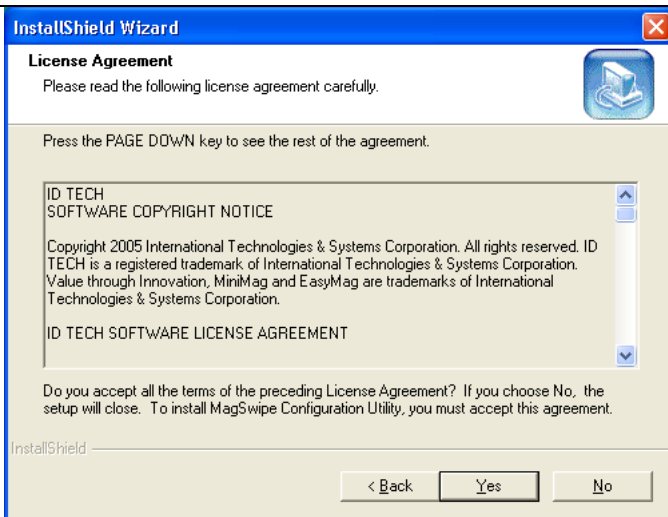 InstallShield Wizard
License Agreement
Please read the following license agreement carefully.
Press the PAGE DOWN key to see the rest of the agreement.
ID TECH
SOFTWARE COPYRIGHT NOTICE
Copyright 2005 International Technologies & Systems Corporation. All rights reserved. ID
TECH is a registered trademark of International Technologies & Systems Corporation.
Value through Innovation, MiniMag and EasyMag are trademarks of International
Technologies & Systems Corporation.
ID TECH SOFTWARE LICENSE AGREEMENT
Do you accept all the terms of the preceding License Agreement? If you choose No, the
setup will close. To install MagSwipe Configuration Utility, you must accept this agreement.
InstallShield
< Back Yes No